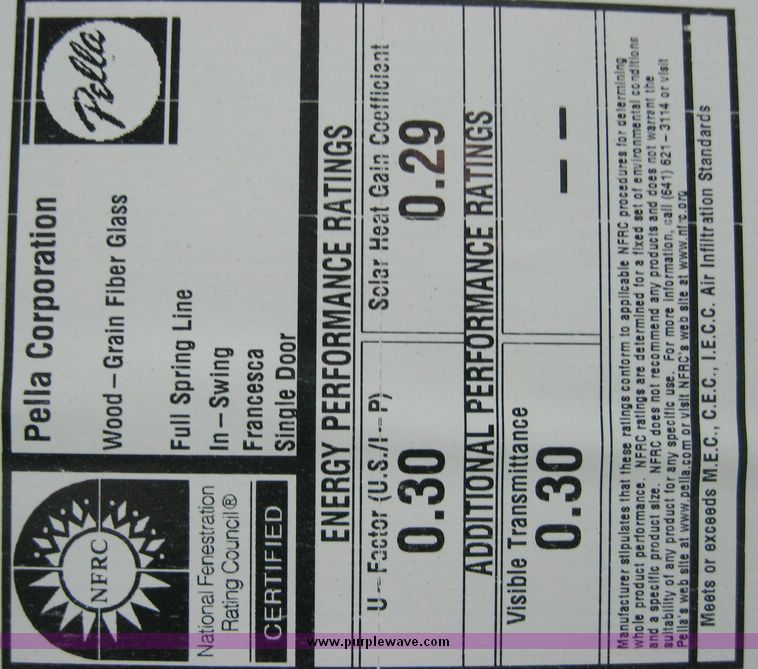 NFRC
National Fenestration
Rating Council®
CERTIFIED
Pella
Pella Corporation
Wood-Grain Fiber Glass
Full Spring Line
In-Swing
Francesca
Single Door
ENERGY PERFORMANCE RATINGS
U-Factor (U.S./I-P)
0.30
Solar Heat Gain Coefficient
0.29
ADDITIONAL PERFORMANCE RATINGS
Visible Transmittance
0.30
--
Manufacturer stipulates that these ratings conform to applicable NFRC procedures for determining
whole product performance. NFRC ratings are determined for a fixed set of environmental conditions
and a specific product size. NFRC does not recommend any products and does not warrant the
suitability of any product for any specific use. For more information, call (641) 621-3114 or visit
Pella's web site at www.pella.com or visit NFRC's web site at www.nfrc.org
Meets or exceeds M.E.C., C.E.C., I.E.C.C. Air Infiltration Standards
www.purplewave.com